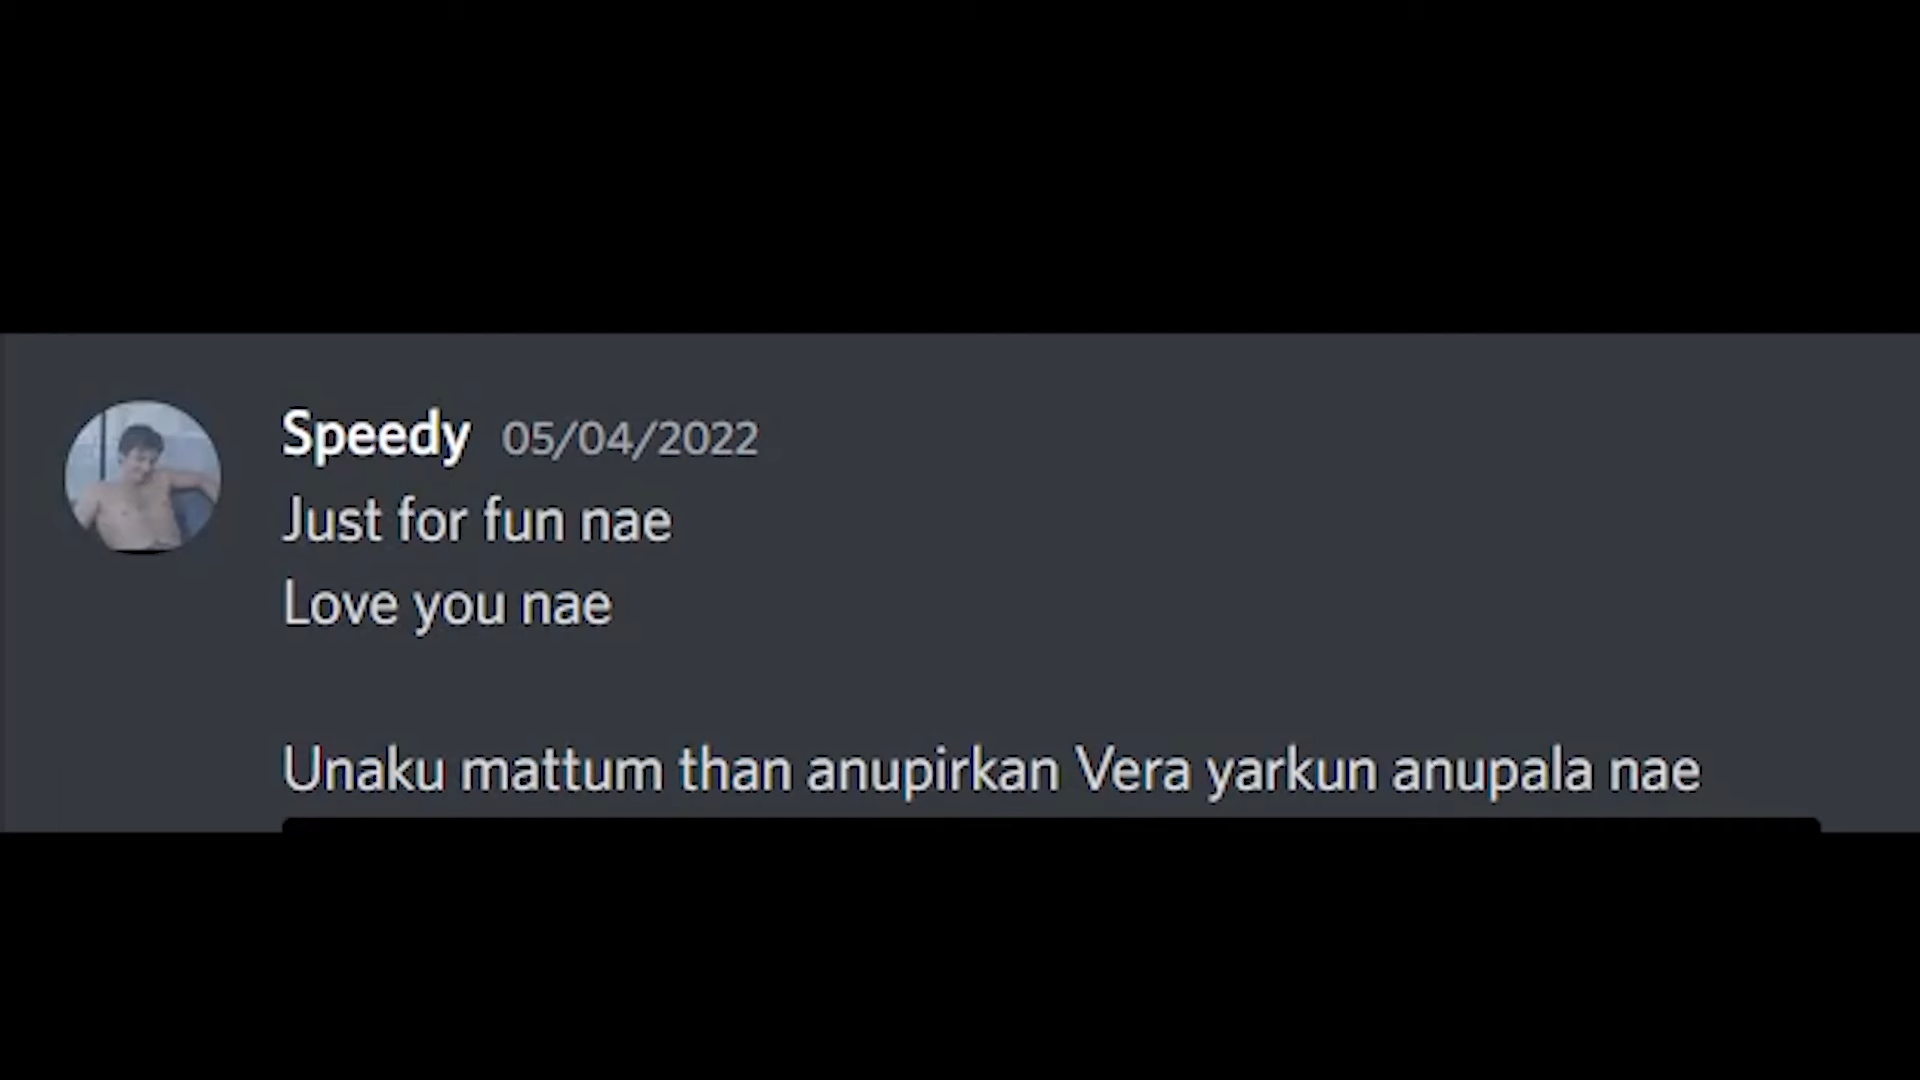 Speedy 05/04/2022
Just for fun nae
Love you nae
Unaku mattum than anupirkan Vera yarkun anupala nae